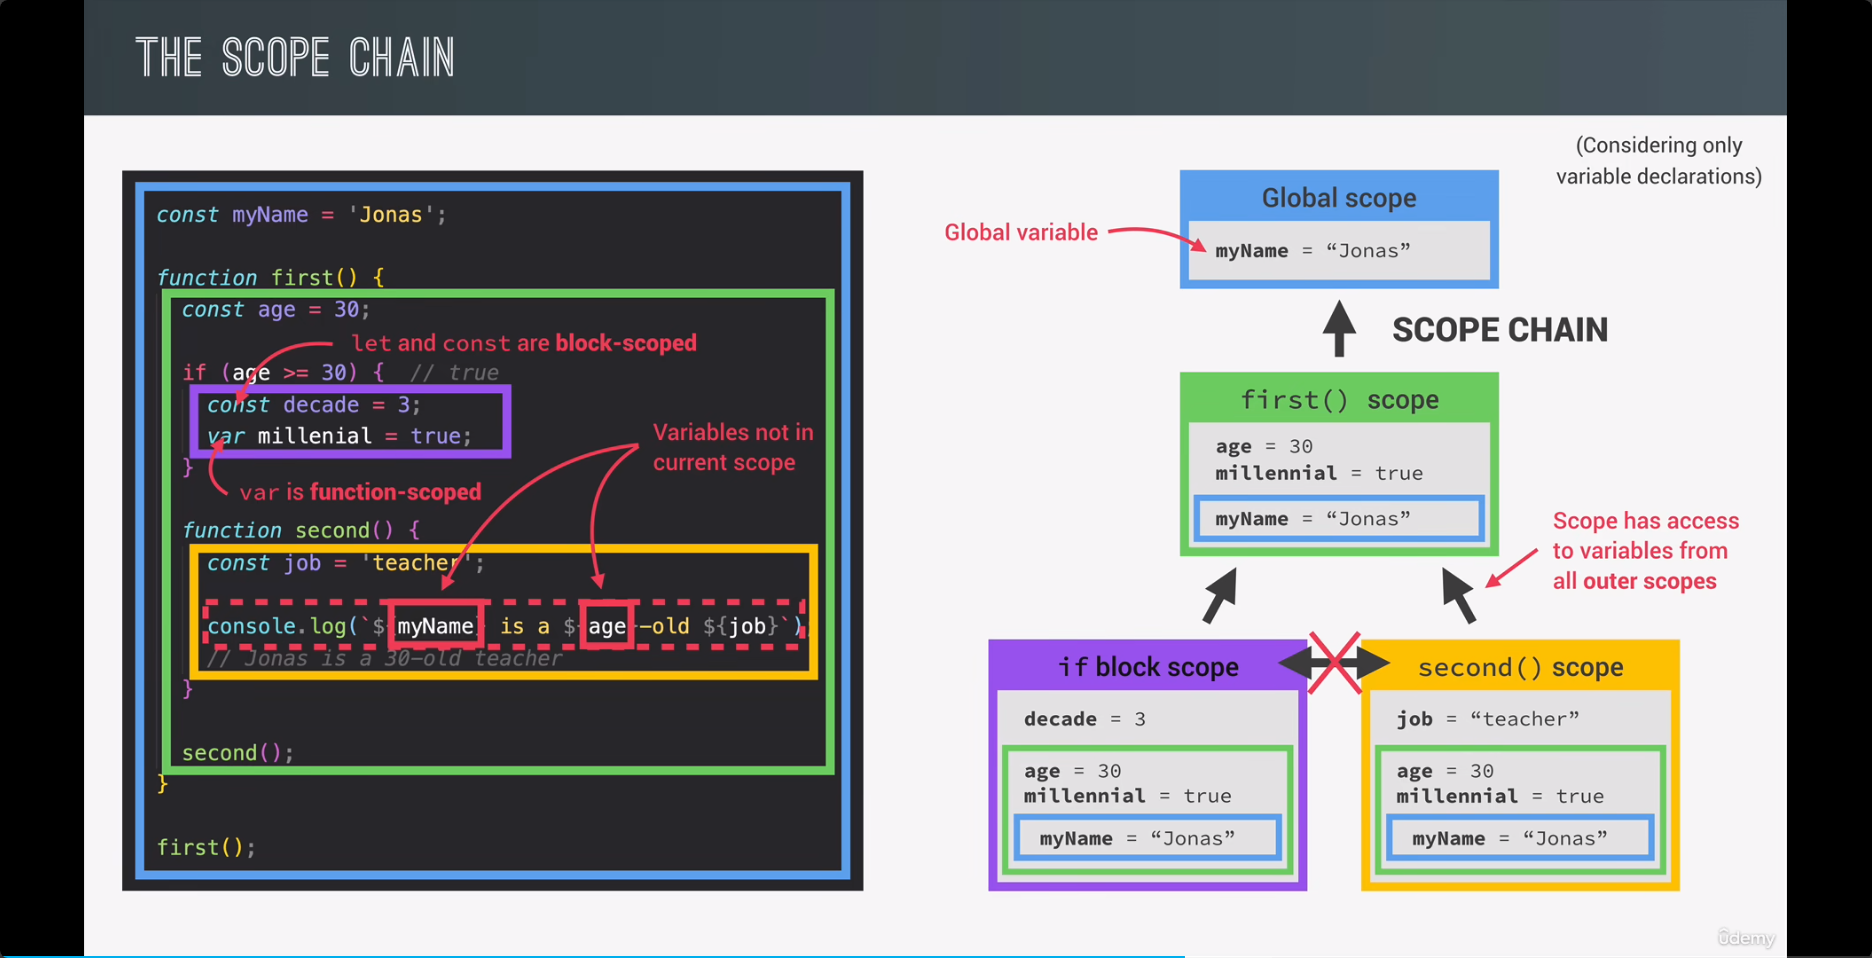 THE SCOPE CHAIN
(Considering only
variable declarations)
const myName = 'Jonas';
function first() {
const age = 30;
let and const are block-scoped
if (age >= 30) { // true
const decade = 3;
var millenial = true;
}
var is function-scoped
Variables not in
current scope
function second() {
const job = 'teacher';
console.log(`${myName} is a ${age}-old ${job}`)
// Jonas is a 30-old teacher
}
second();
}
first();
Global variable
Global scope
myName = “Jonas”
SCOPE CHAIN
first() scope
age = 30
millennial = true
myName = “Jonas”
Scope has access
to variables from
all outer scopes
if block scope
decade = 3
age = 30
millennial = true
myName = “Jonas”
second() scope
job = “teacher”
age = 30
millennial = true
myName = “Jonas”
ûdemy